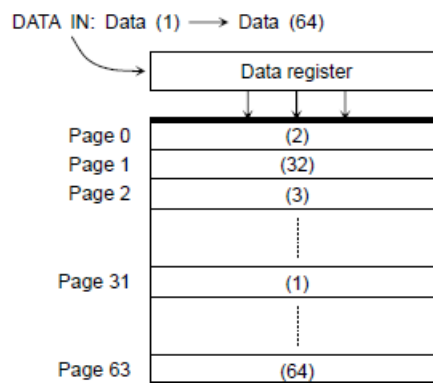 DATA IN: Data (1) ⟶ Data (64)
Data register
Page 0 (2)
Page 1 (32)
Page 2 (3)
Page 31 (1)
Page 63 (64)